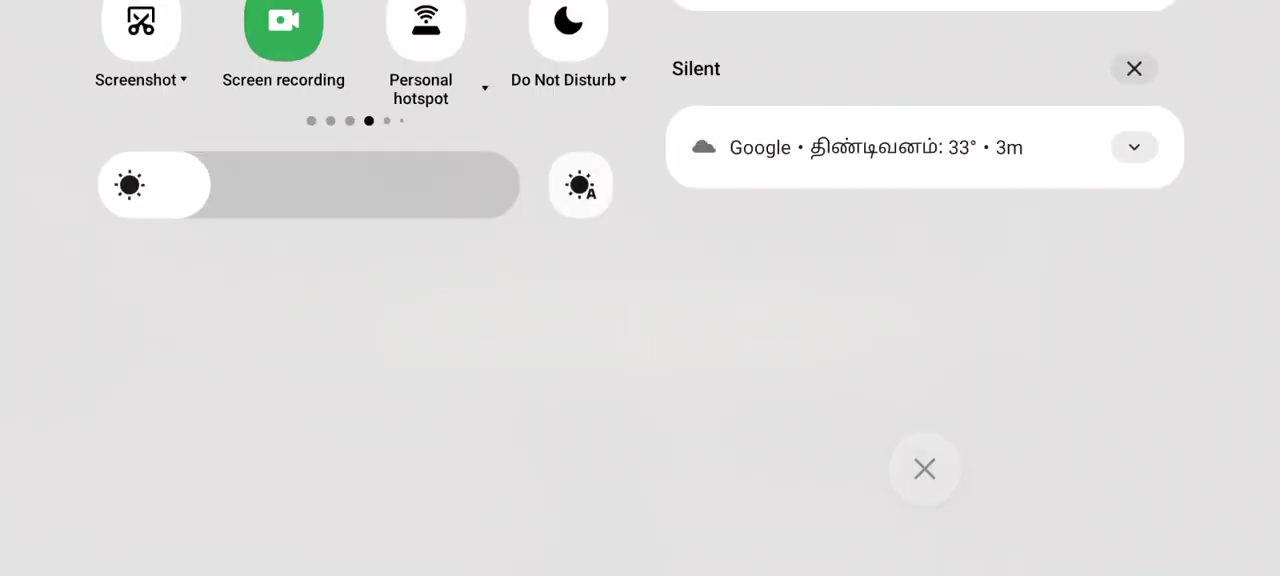 Screenshot
Screen recording
Personal
hotspot
Do Not Disturb
A
Silent
Google • திண்டிவனம்: 33° • 3m